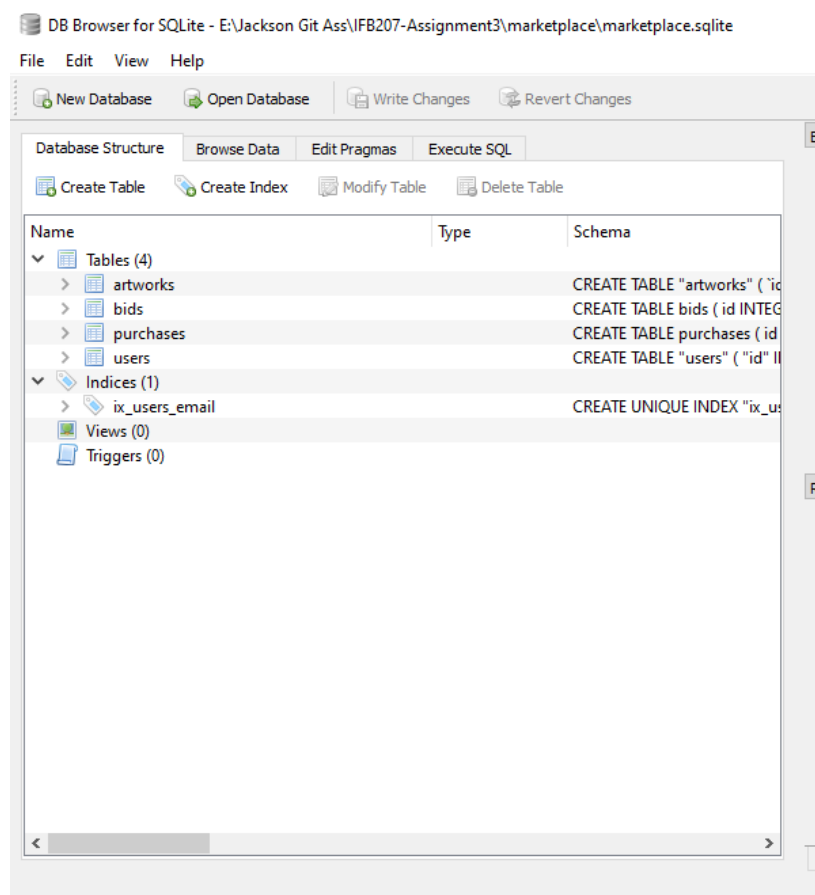 DB Browser for SQLite - E:\Jackson Git Ass\IFB207-Assignment3\marketplace\marketplace.sqlite
File Edit View Help
New Database Open Database Write Changes Revert Changes
Database Structure Browse Data Edit Pragmas Execute SQL
Create Table Create Index Modify Table Delete Table
Name Type Schema
Tables (4)
artworks CREATE TABLE "artworks" ( `id
bids CREATE TABLE bids ( id INTEG
purchases CREATE TABLE purchases ( id
users CREATE TABLE "users" ( "id" I
Indices (1)
ix_users_email CREATE UNIQUE INDEX "ix_us
Views (0)
Triggers (0)